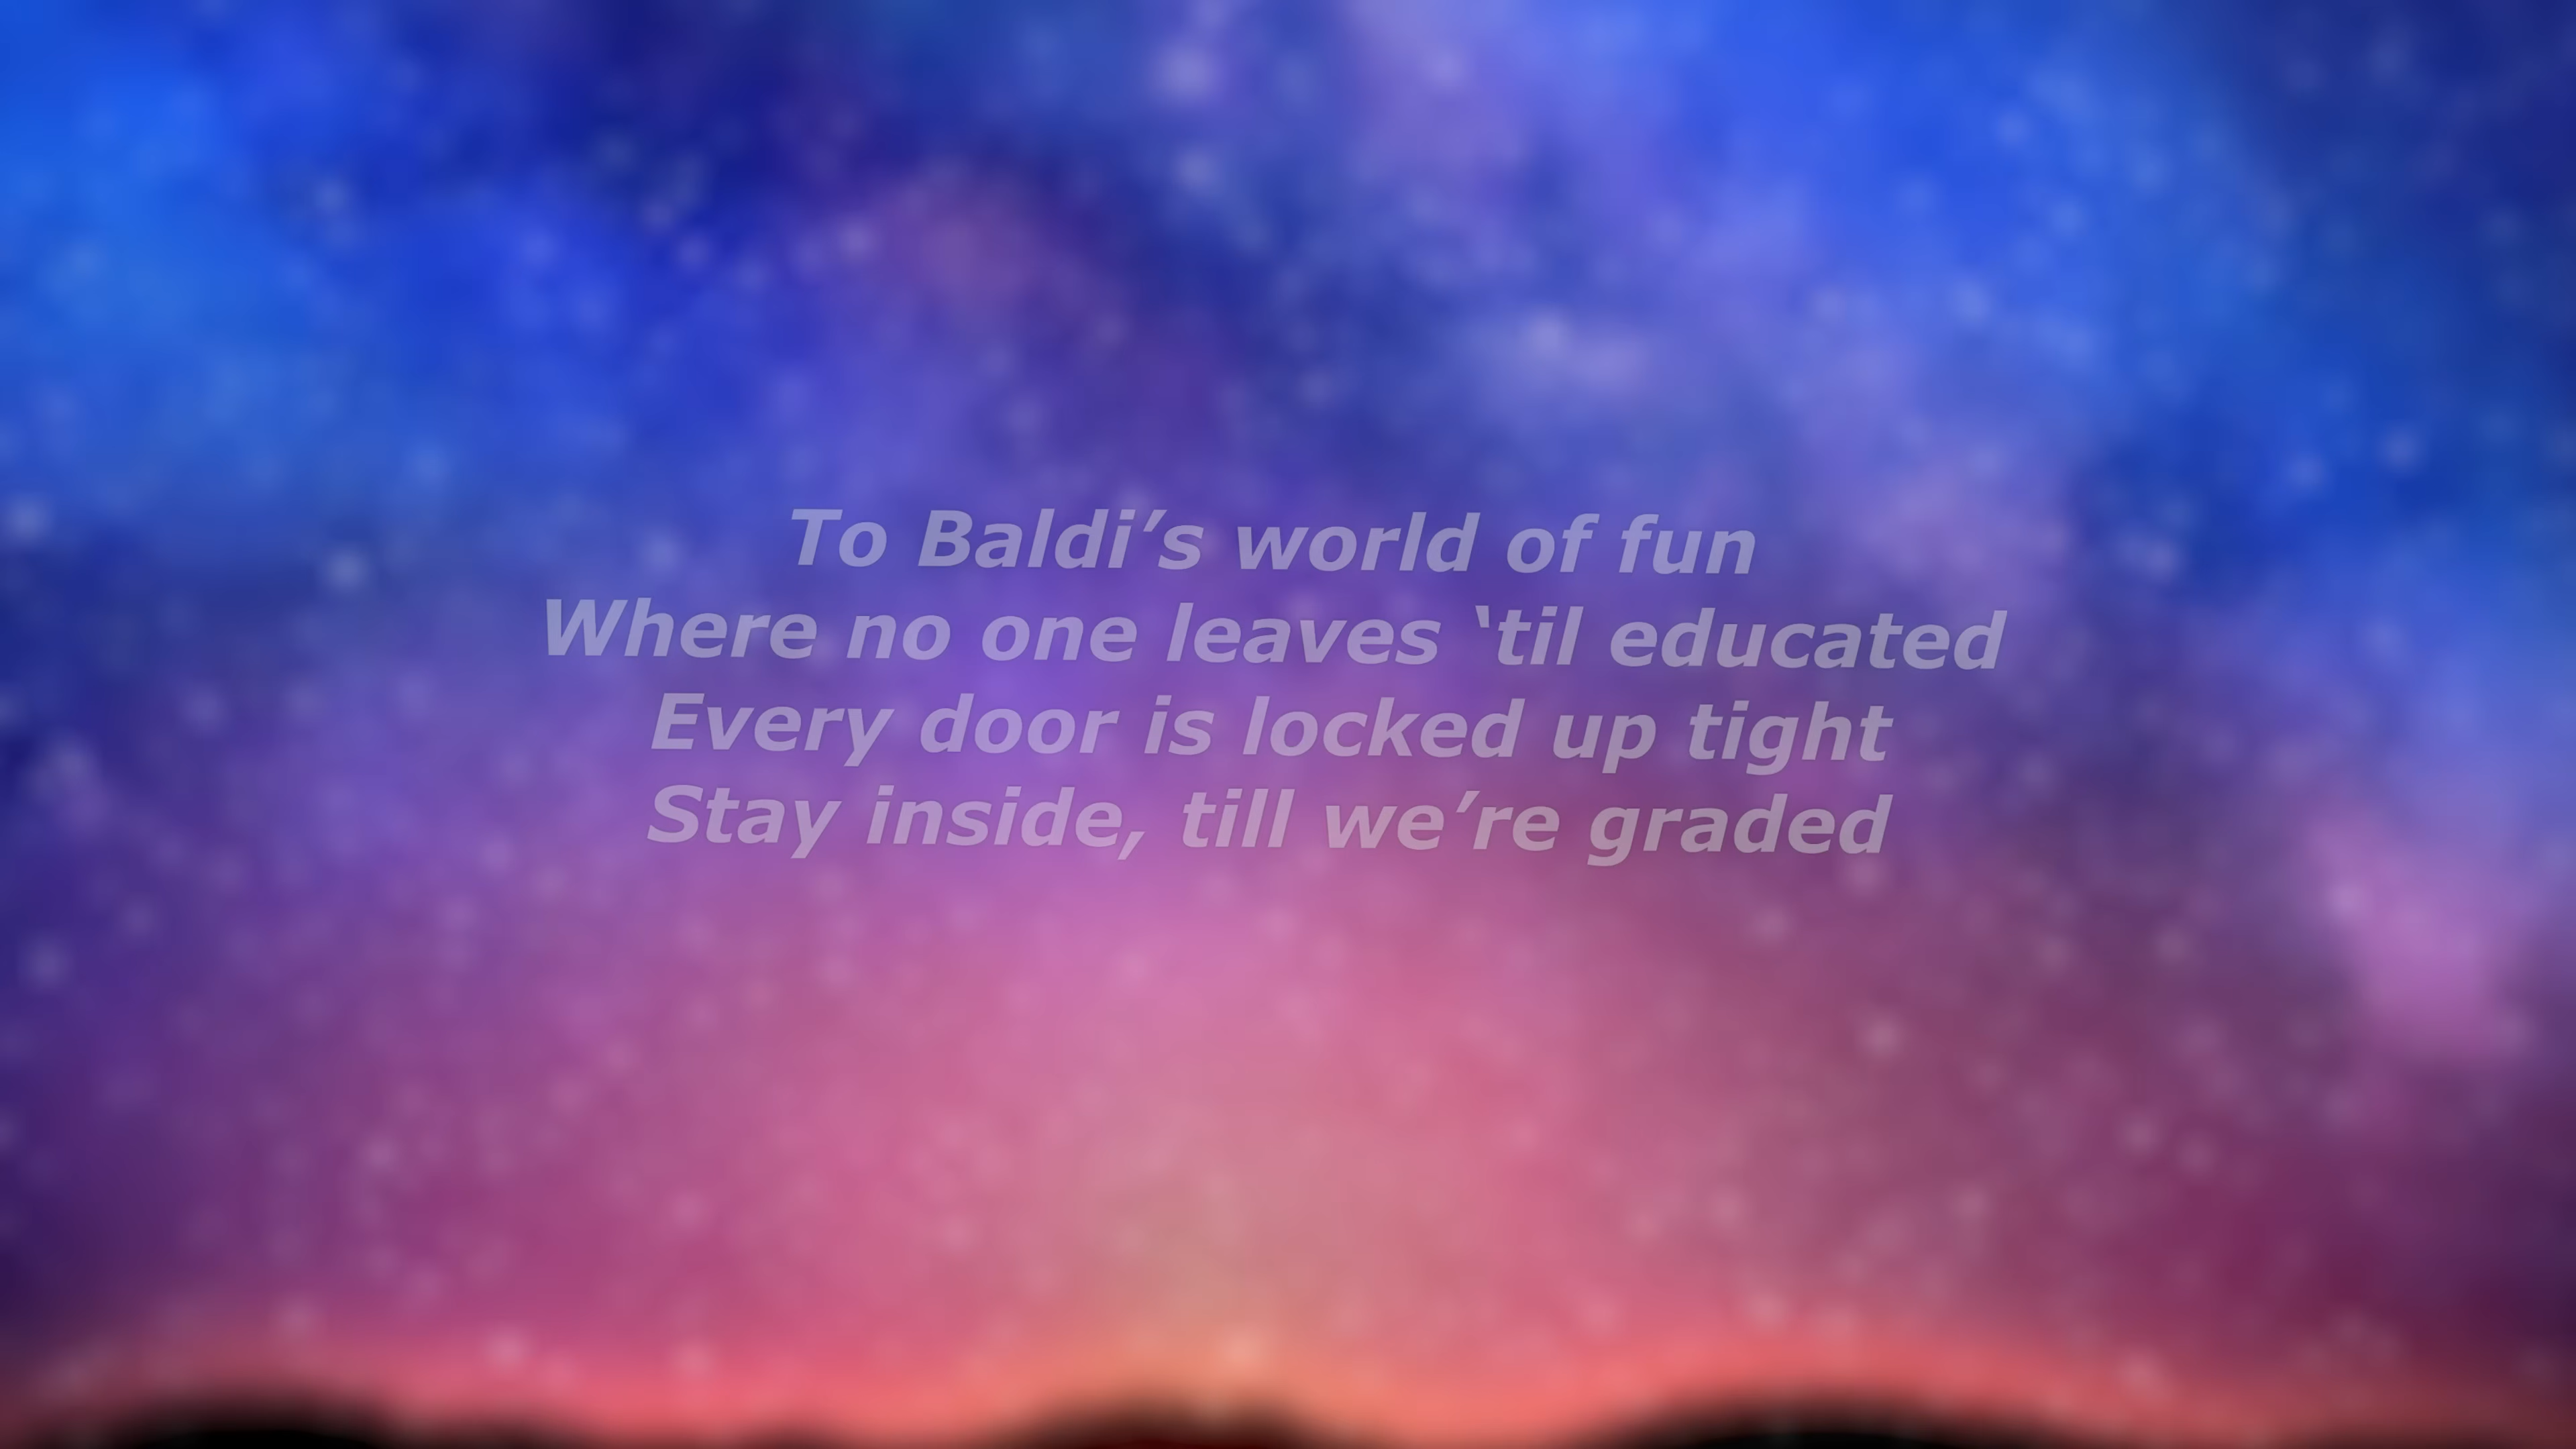 To Baldi’s world of fun
Where no one leaves ‘til educated
Every door is locked up tight
Stay inside, till we’re graded